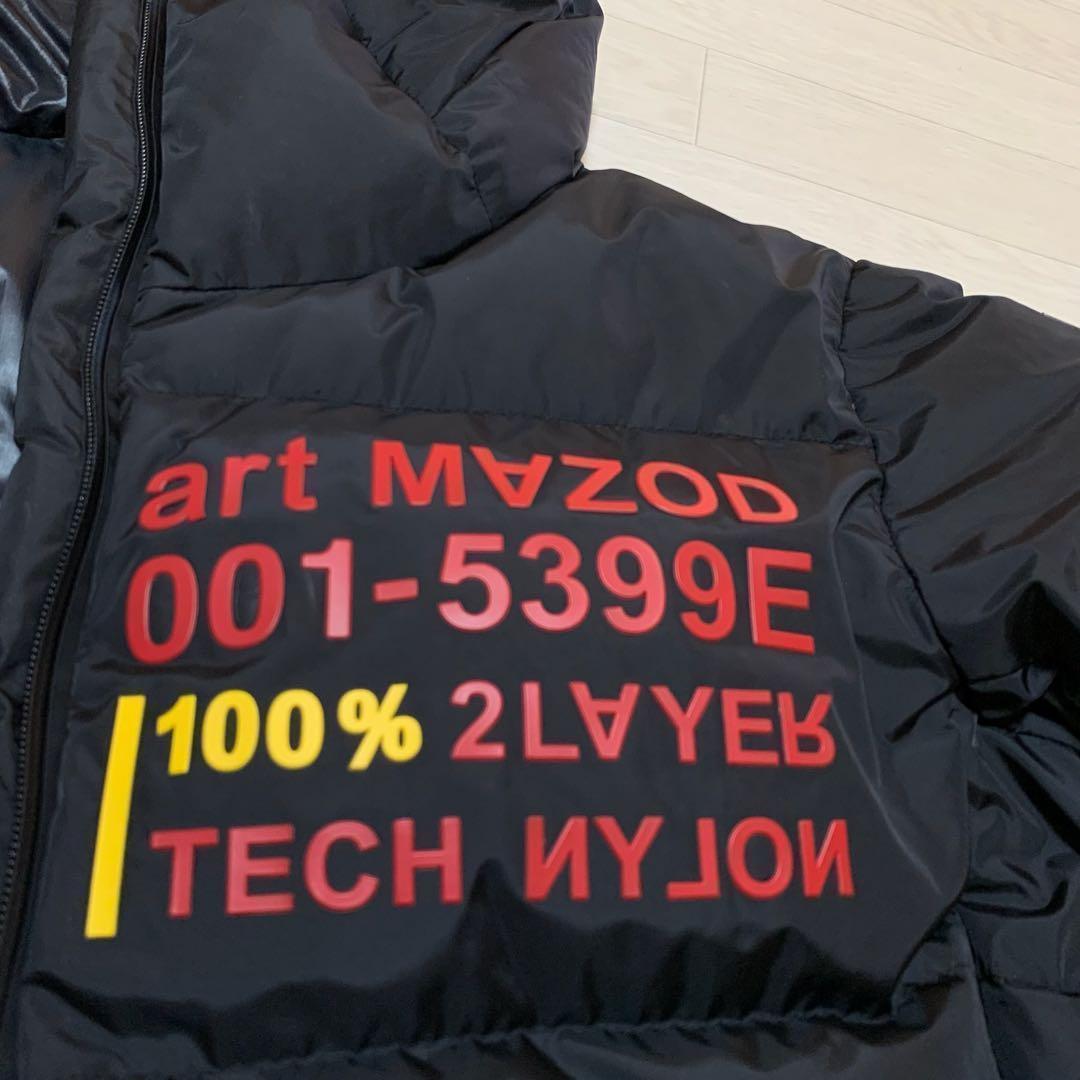 art MAZOD
001-5399E
100% 2LAYER
TECH NYLON